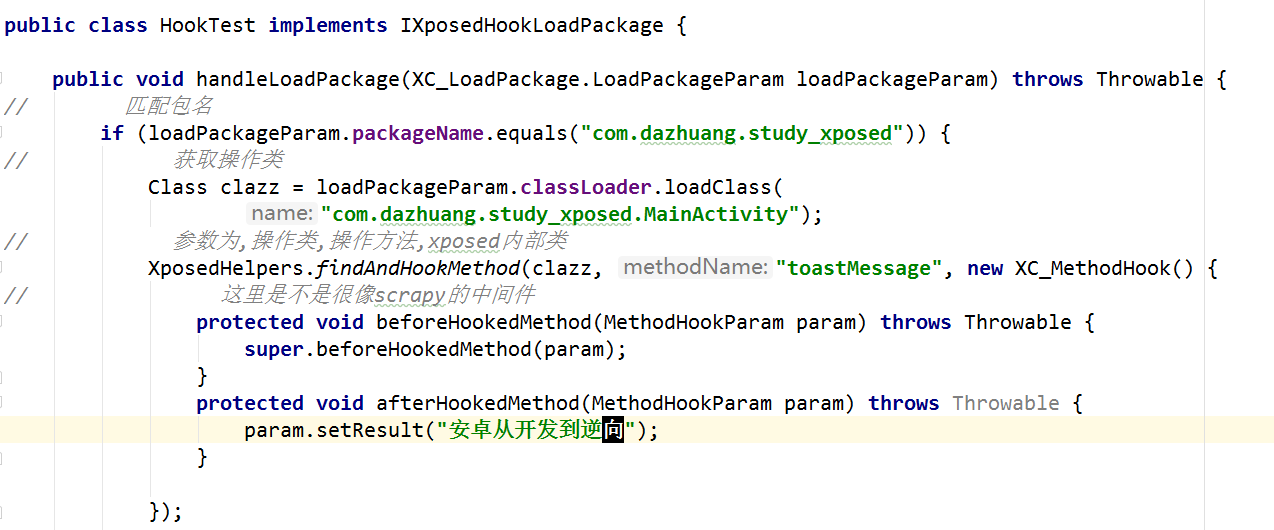 public class HookTest implements IXposedHookLoadPackage {
public void handleLoadPackage(XC_LoadPackage.LoadPackageParam loadPackageParam) throws Throwable {
// 匹配包名
if (loadPackageParam.packageName.equals("com.dazhuang.study_xposed")) {
// 获取操作类
Class clazz = loadPackageParam.classLoader.loadClass(
name: "com.dazhuang.study_xposed.MainActivity");
// 参数为,操作类,操作方法,xposed内部类
XposedHelpers.findAndHookMethod(clazz, methodName: "toastMessage", new XC_MethodHook() {
// 这里是不是很像scrapy的中间件
protected void beforeHookedMethod(MethodHookParam param) throws Throwable {
super.beforeHookedMethod(param);
}
protected void afterHookedMethod(MethodHookParam param) throws Throwable {
param.setResult("安卓从开发到逆向");
}
});